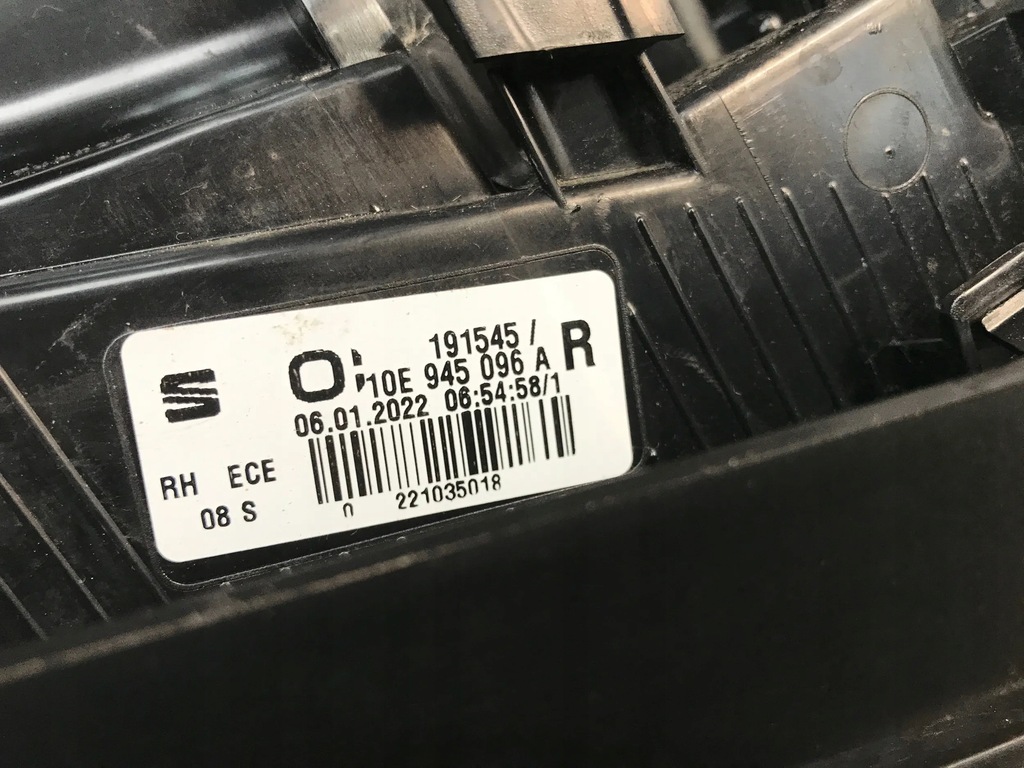 191545 / R
10E 945 096 A
06.01.2022 06:54:58/1
RH ECE
08 S
0 221035018